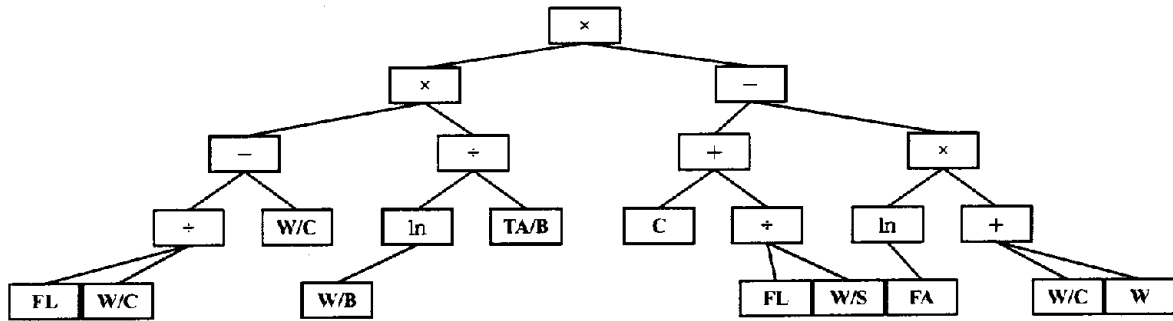 ×
× −
− ÷ + ×
÷ W/C ln TA/B C ÷ ln +
FL W/C W/B FL W/S FA W/C W